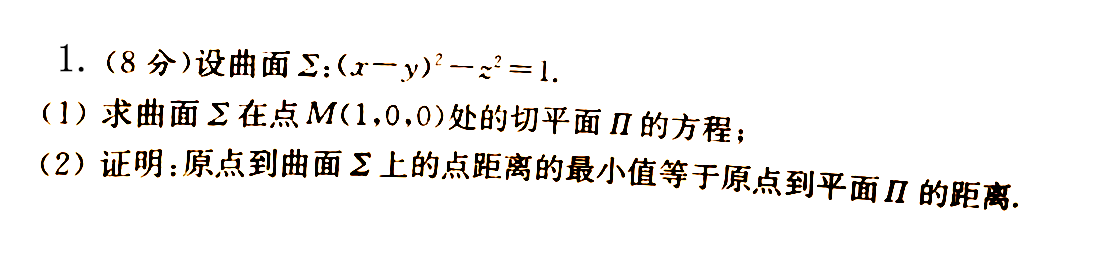 1. (8 分)设曲面 Σ:(x－y)²－z²＝1.
(1) 求曲面 Σ 在点 M(1,0,0)处的切平面 Π 的方程;
(2) 证明:原点到曲面 Σ 上的点距离的最小值等于原点到平面 Π 的距离.